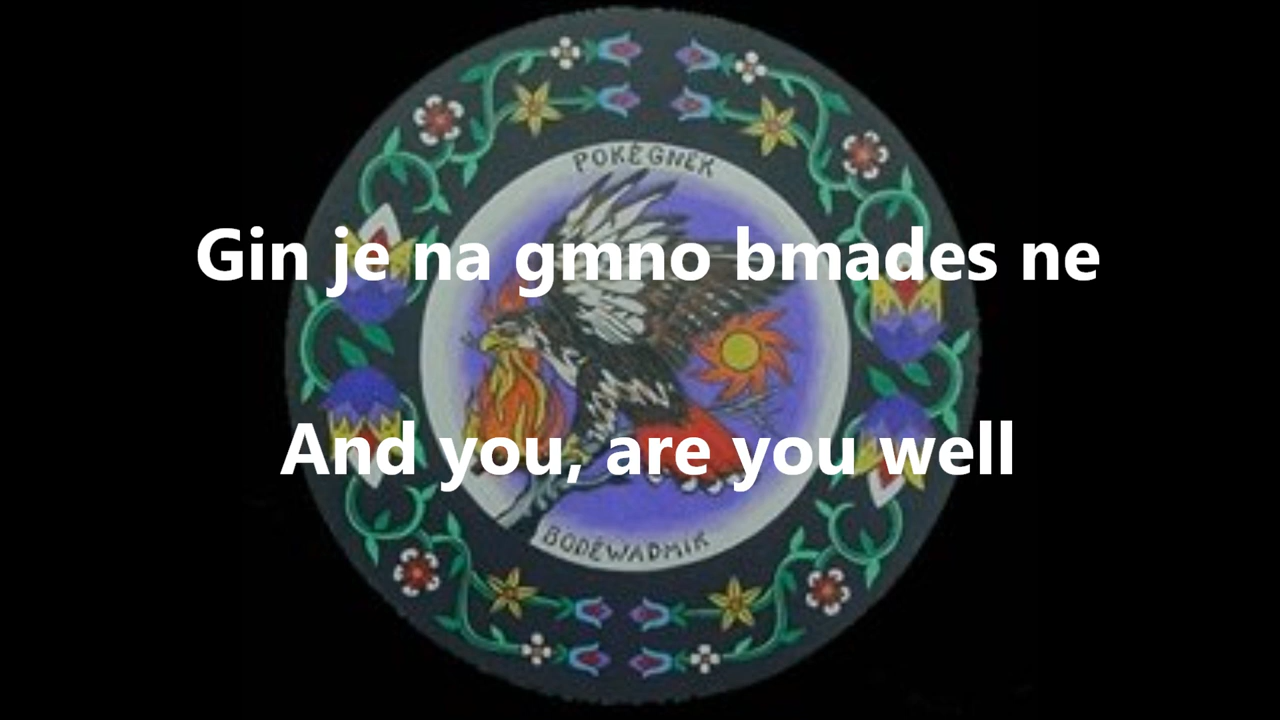 POKÉGNEK
Gin je na gmno bmades ne
And you, are you well
BODÉWADMIK